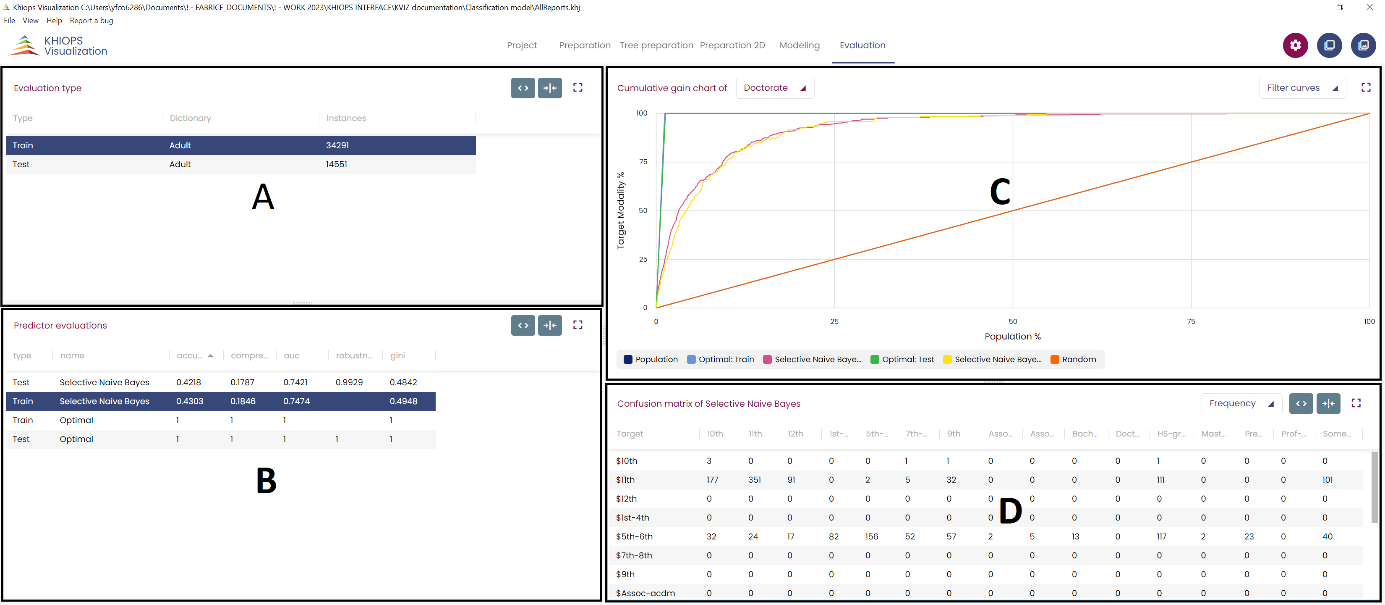 Khiops Visualization C:\Users\yfco6286\Documents\! - FABRICE_DOCUMENTS\! - WORK 2023\KHIOPS INTERFACE\KVIZ documentation\Classification model\AllReports.khj
File View Help Report a bug
KHIOPS
Visualization
Project Preparation Tree preparation Preparation 2D Modeling Evaluation
Evaluation type
Type Dictionary Instances
Train Adult 34291
Test Adult 14551
A
Predictor evaluations
type name accu... compre... auc robustn... gini
Test Selective Naive Bayes 0.4218 0.1787 0.7421 0.9929 0.4842
Train Selective Naive Bayes 0.4303 0.1846 0.7474 0.4948
Train Optimal 1 1 1 1
Test Optimal 1 1 1 1 1
B
Cumulative gain chart of Doctorate Filter curves
Target Modality %
100
75
50
25
0
C
0 25 50 75 100
Population %
Population Optimal: Train Selective Naive Baye... Optimal: Test Selective Naive Baye... Random
Confusion matrix of Selective Naive Bayes Frequency
Target 10th 11th 12th 1st-... 5th-... 7th-... 9th Asso... Asso... Bach... Doct... HS-gr... Mast... Pre... Prof-... Some...
$10th 3 0 0 0 0 1 1 0 0 0 0 1 0 0 0 0
$11th 177 351 91 0 2 5 32 0 0 0 0 111 0 0 0 101
$12th 0 0 0 0 0 0 0 0 0 0 0 0 0 0 0 0
$1st-4th 0 0 0 0 0 0 0 0 0 0 0 0 0 0 0 0
$5th-6th 32 24 17 82 156 52 57 2 5 13 0 117 2 23 0 40
$7th-8th 0 0 0 0 0 0 0 0 0 0 0 0 0 0 0 0
$9th 0 0 0 0 0 0 0 0 0 0 0 0 0 0 0 0
$Assoc-acdm 0 0 0 0 0 0 0 0 0 0 0 0 0 0 0 0
D